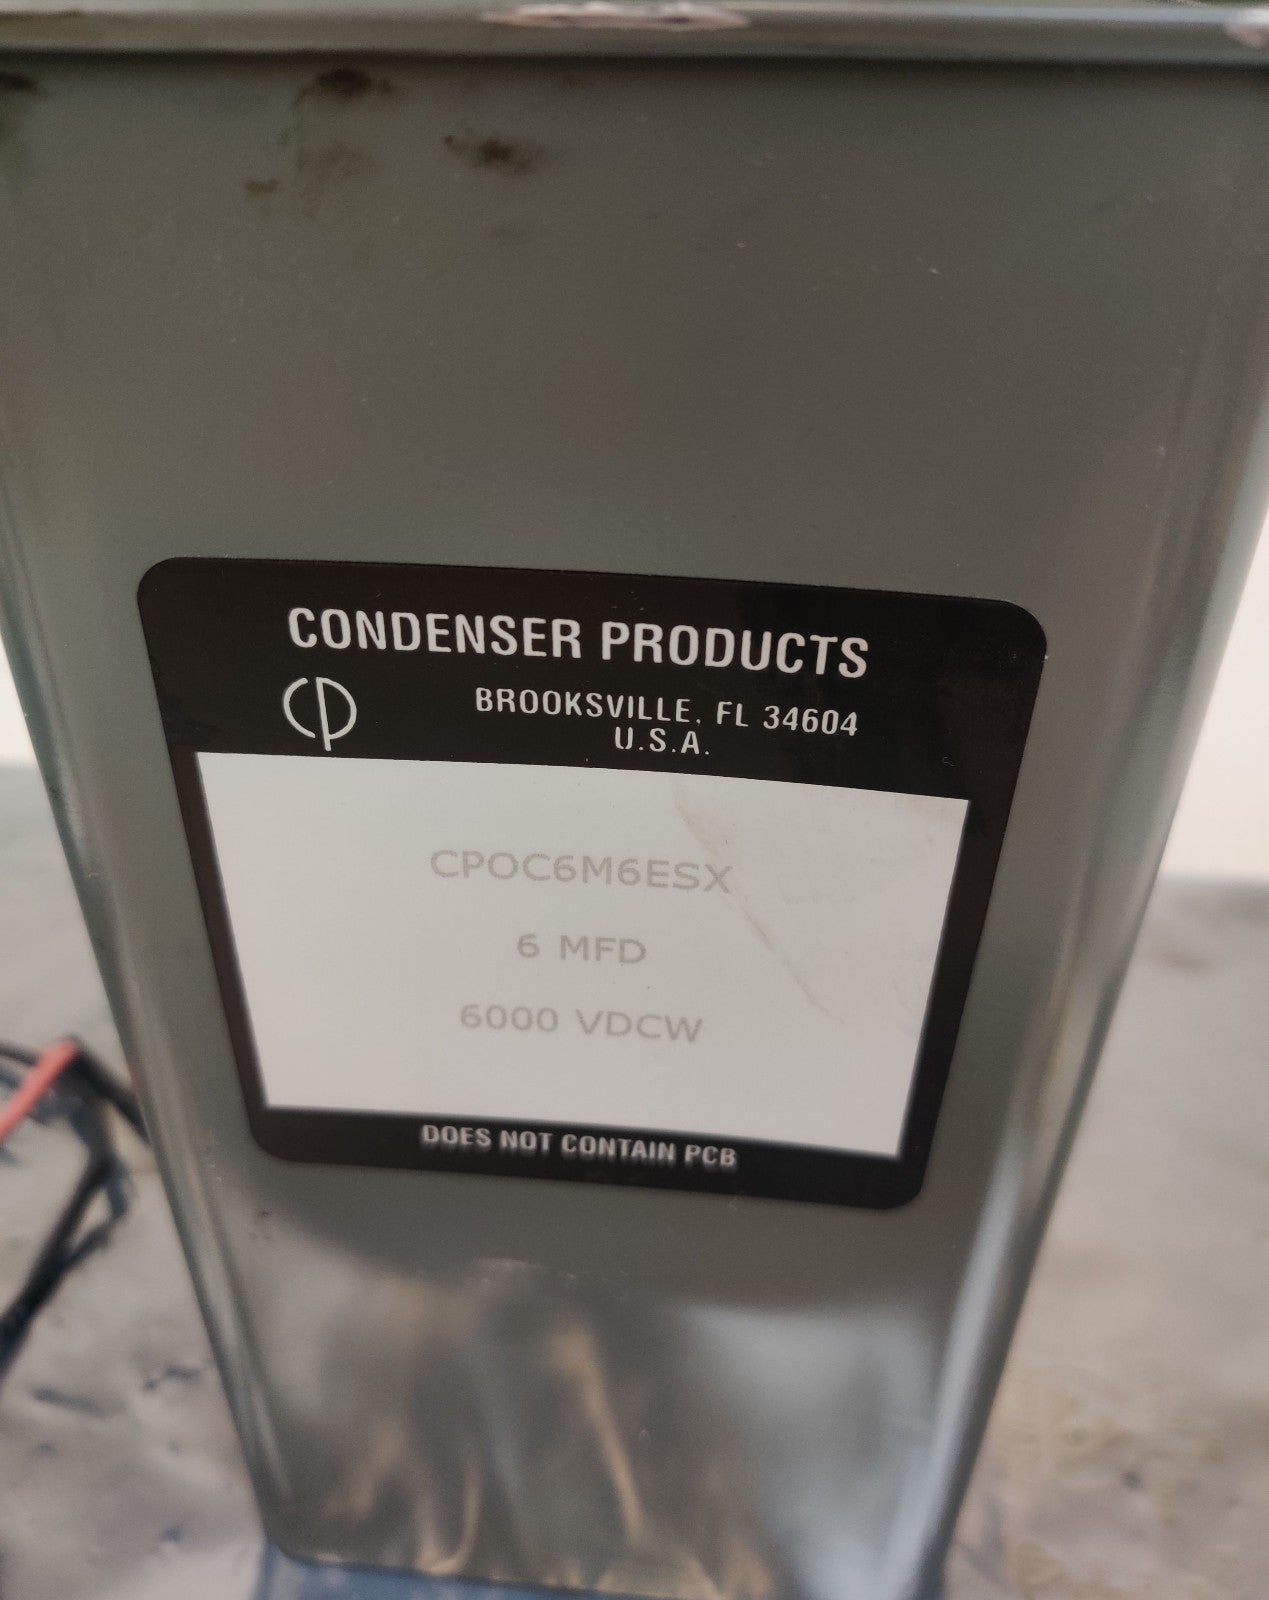 CONDENSER PRODUCTS
CP
BROOKSVILLE, FL 34604
U.S.A.
CPOC6M6ESX
6 MFD
6000 VDCW
DOES NOT CONTAIN PCB